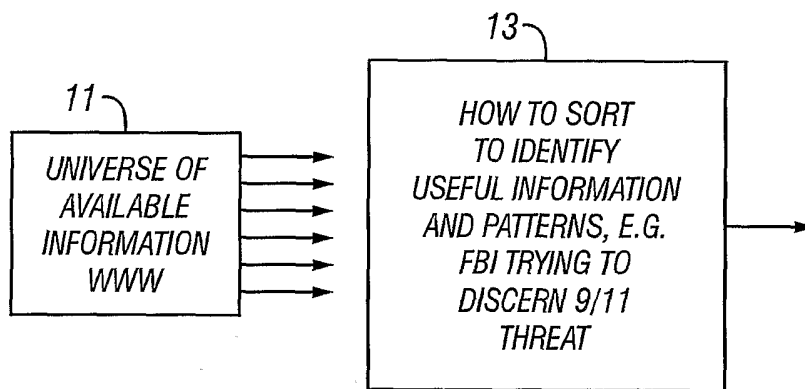 11
UNIVERSE OF
AVAILABLE
INFORMATION
WWW
13
HOW TO SORT
TO IDENTIFY
USEFUL INFORMATION
AND PATTERNS, E.G.
FBI TRYING TO
DISCERN 9/11
THREAT